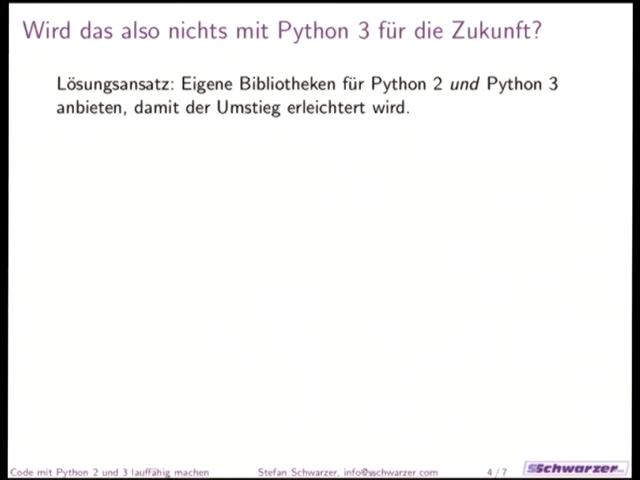 Wird das also nichts mit Python 3 für die Zukunft?
Lösungsansatz: Eigene Bibliotheken für Python 2 und Python 3
anbieten, damit der Umstieg erleichtert wird.
Code mit Python 2 und 3 lauffähig machen
Stefan Schwarzer, info@sschwarzer.com
4 / 7
SSchwarzer